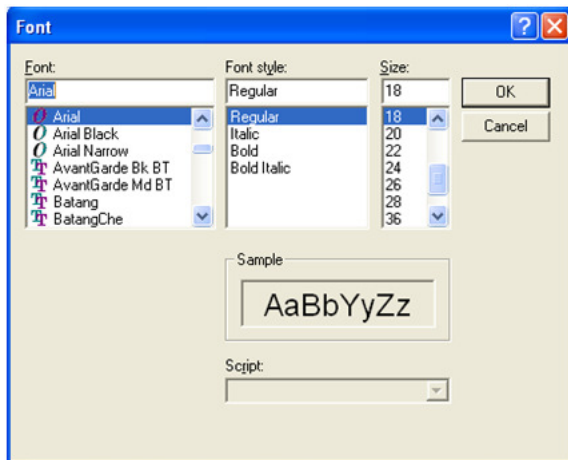 Font
Font:
Arial
Arial
Arial Black
Arial Narrow
AvantGarde Bk BT
AvantGarde Md BT
Batang
BatangChe
Font style:
Regular
Regular
Italic
Bold
Bold Italic
Size:
18
18
20
22
24
26
28
36
OK
Cancel
Sample
AaBbYyZz
Script: